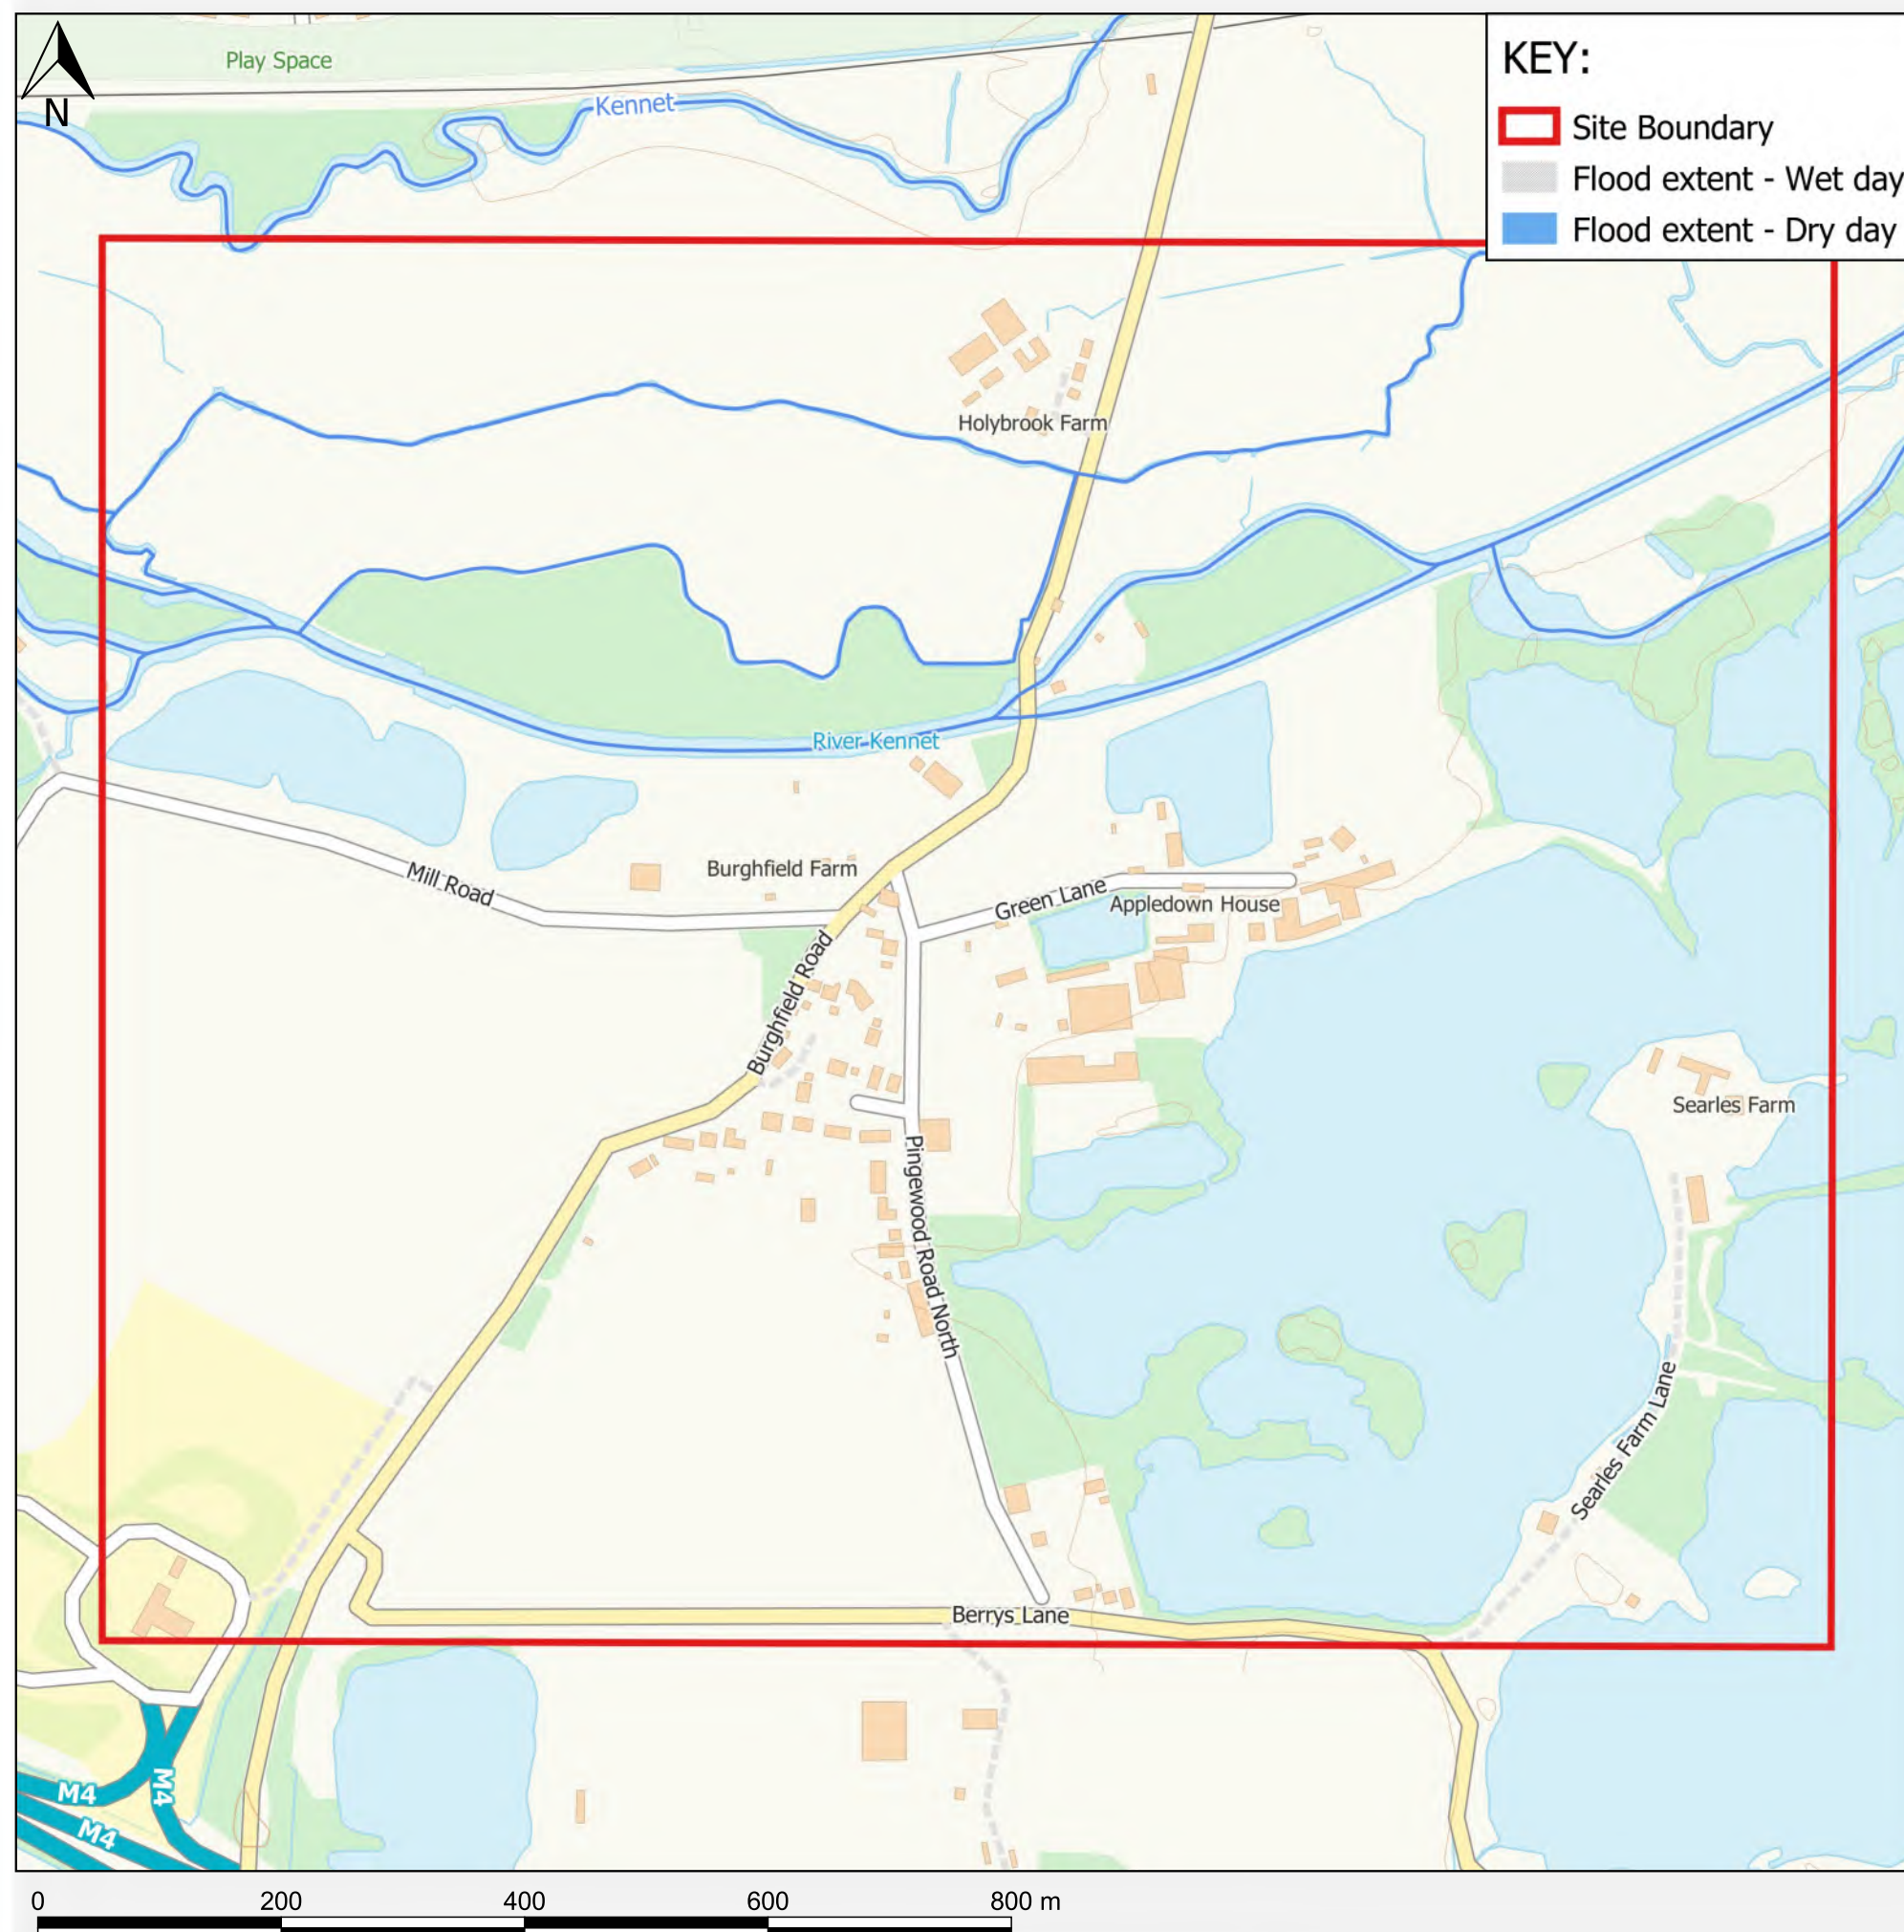 Play Space
N
Kennet
KEY:
Site Boundary
Flood extent - Wet day
Flood extent - Dry day
Holybrook Farm
River Kennet
Burghfield Farm
Mill Road
Green Lane
Appledown House
Burghfield Road
Searles Farm
Pingewood Road North
Searles Farm Lane
Berrys Lane
M4
M4
M4
0 200 400 600 800 m